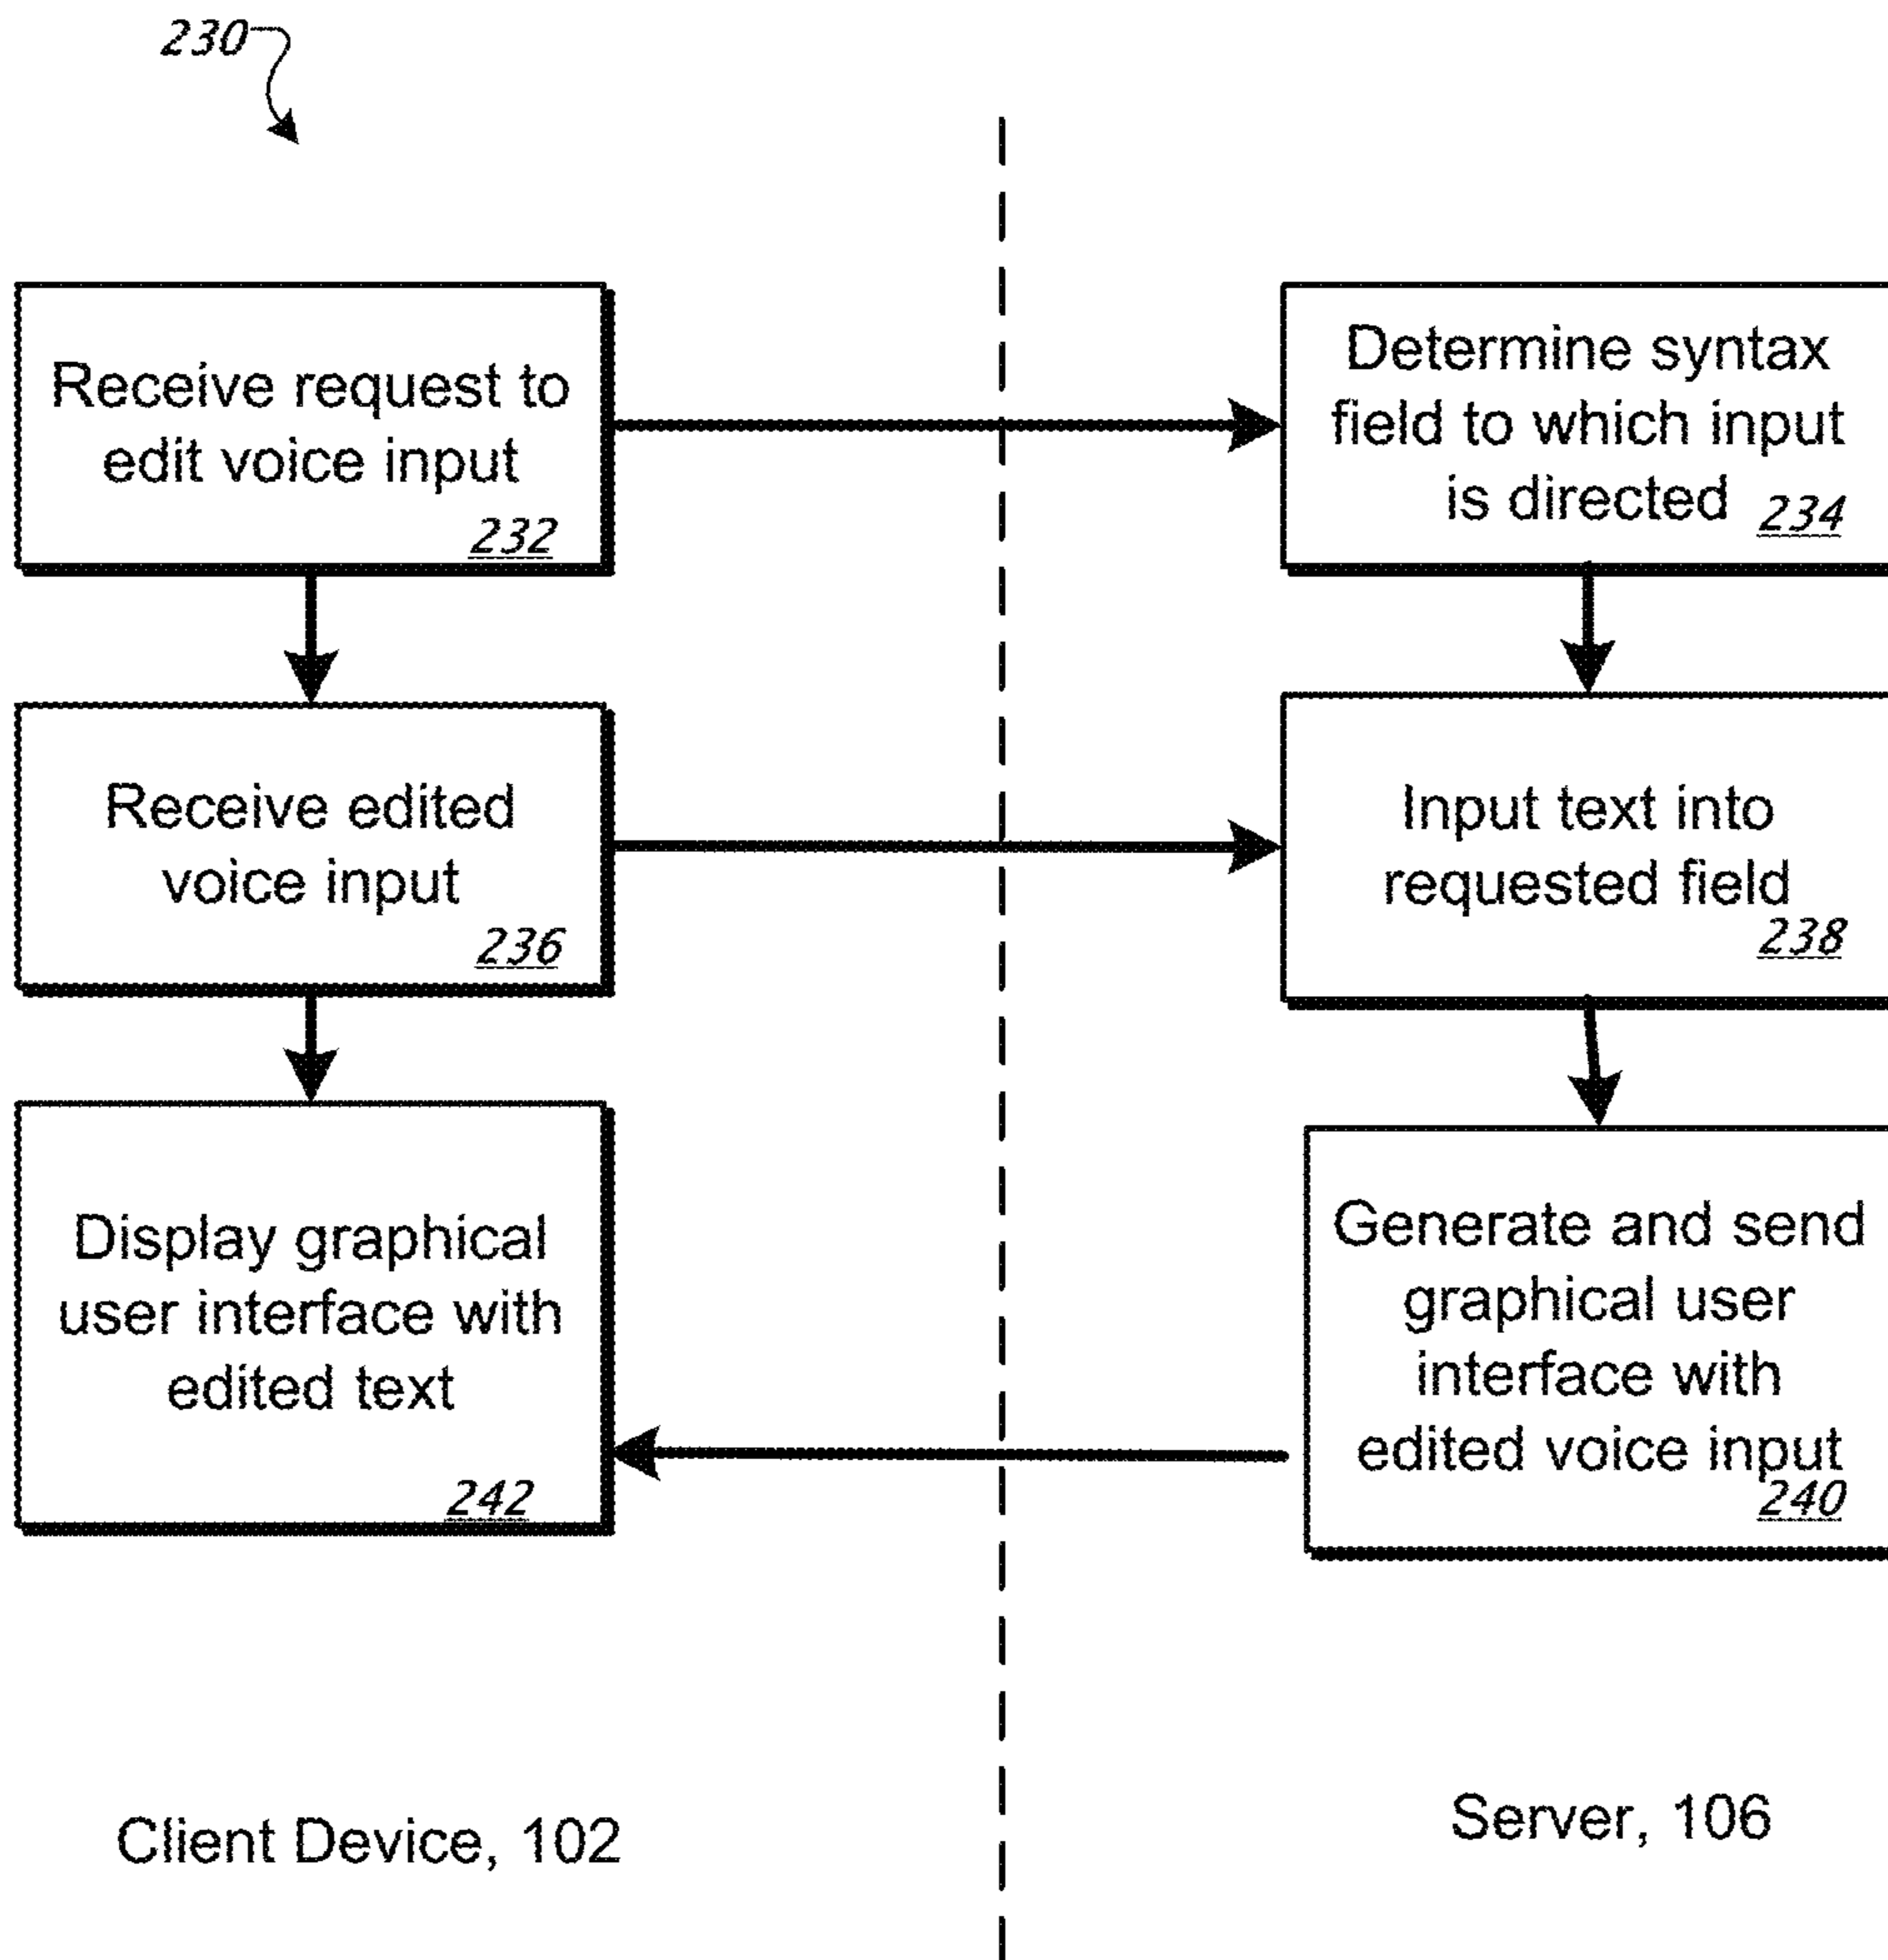 230
Receive request to
edit voice input
232
Determine syntax
field to which input
is directed 234
Receive edited
voice input
236
Input text into
requested field
238
Display graphical
user interface with
edited text
242
Generate and send
graphical user
interface with
edited voice input
240
Client Device, 102
Server, 106